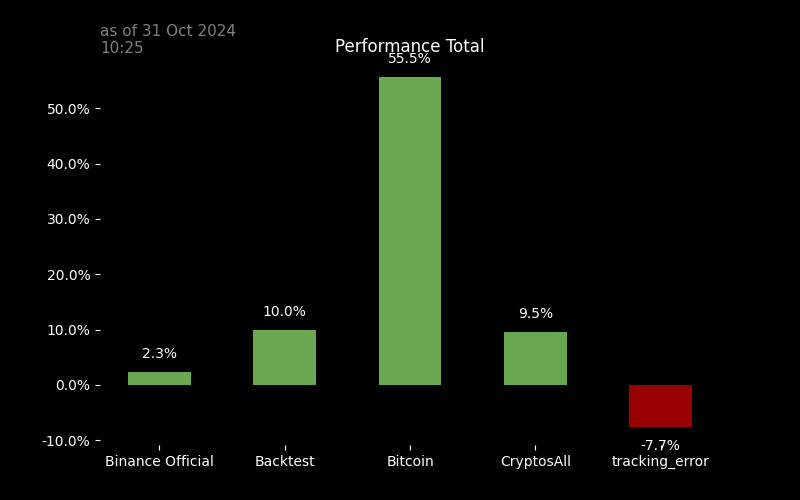 as of 31 Oct 2024
10:25
Performance Total
55.5%
50.0%
40.0%
30.0%
20.0%
10.0%
0.0%
-10.0%
2.3%
10.0%
9.5%
-7.7%
Binance Official
Backtest
Bitcoin
CryptosAll
tracking_error